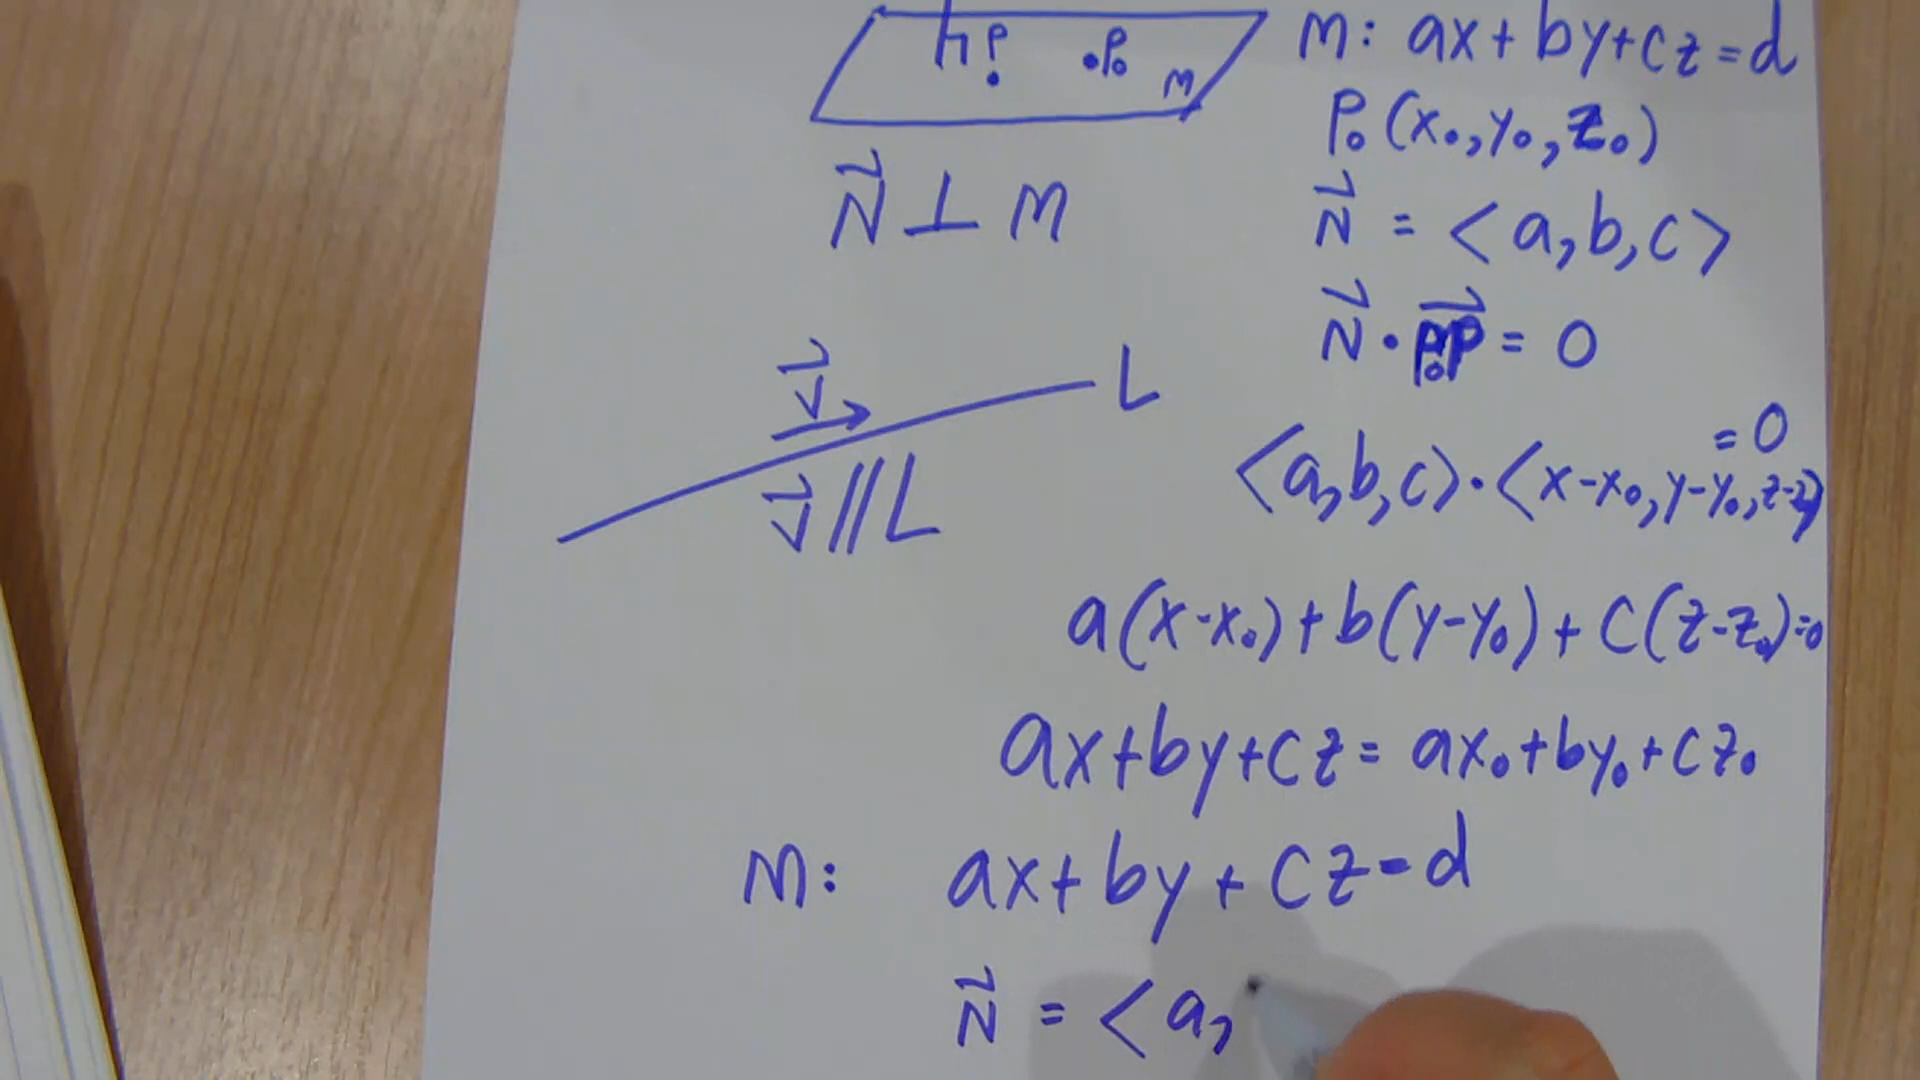 P .P₀ M
M: ax+by+cz=d
P₀(x₀,y₀,z₀)
N⃗ ⊥ M
N⃗ = <a,b,c>
N⃗ · P₀P⃗ = 0
V⃗ L
V⃗ // L
= 0
<a,b,c>·<x-x₀,y-y₀,z-z₀>
a(x-x₀)+b(y-y₀)+c(z-z₀)=0
ax+by+cz=ax₀+by₀+cz₀
M: ax+by+cz=d
N⃗ = <a,